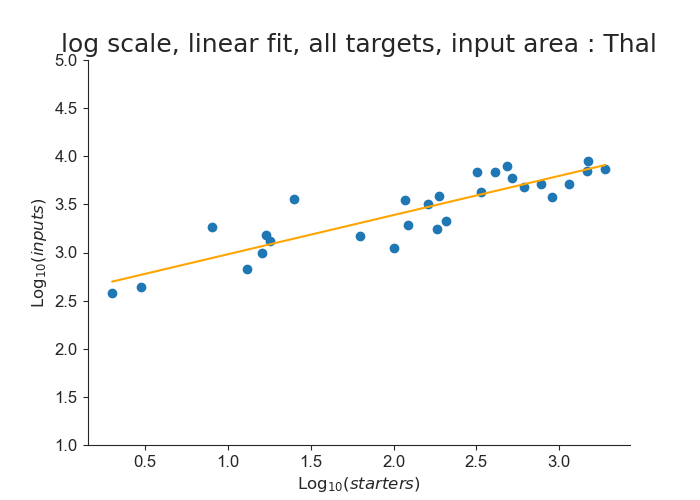 log scale, linear fit, all targets, input area : Thal
5.0
4.5
4.0
3.5
3.0
2.5
2.0
1.5
1.0
Log₁₀(inputs)
0.5 1.0 1.5 2.0 2.5 3.0
Log₁₀(starters)